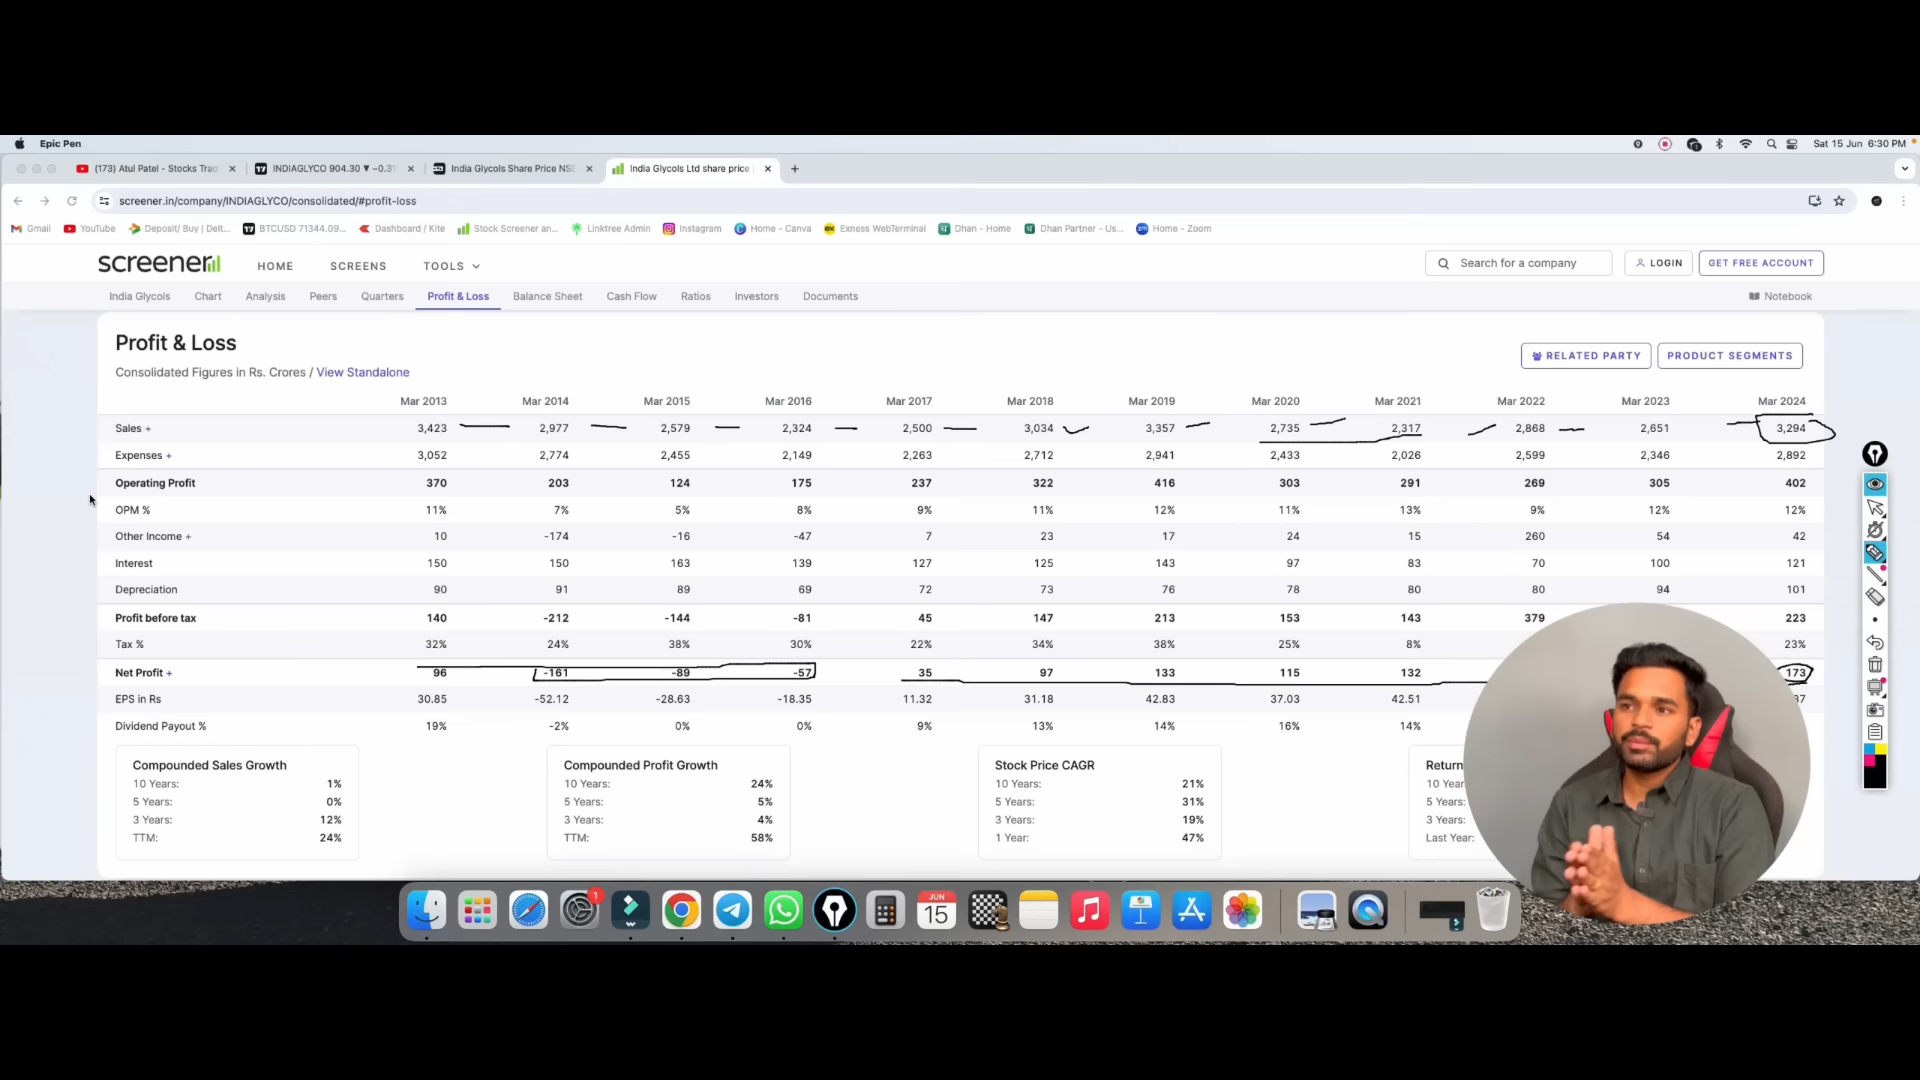 Epic Pen
Sat 15 Jun 6:30 PM
(173) Atul Patel - Stocks Trad
INDIAGLYCO 904.30 ▼ −0.31
India Glycols Share Price NSE
India Glycols Ltd share price
screener.in/company/INDIAGLYCO/consolidated/#profit-loss
Gmail YouTube Deposit/ Buy | Delt... BTCUSD 71344.09... Dashboard / Kite Stock Screener an... Linktree Admin Instagram Home - Canva Exness WebTerminal Dhan - Home Dhan Partner - Us... Home - Zoom
screener HOME SCREENS TOOLS Search for a company LOGIN GET FREE ACCOUNT
India Glycols Chart Analysis Peers Quarters Profit & Loss Balance Sheet Cash Flow Ratios Investors Documents Notebook
Profit & Loss
RELATED PARTY PRODUCT SEGMENTS
Consolidated Figures in Rs. Crores / View Standalone
Mar 2013 Mar 2014 Mar 2015 Mar 2016 Mar 2017 Mar 2018 Mar 2019 Mar 2020 Mar 2021 Mar 2022 Mar 2023 Mar 2024
Sales + 3,423 2,977 2,579 2,324 2,500 3,034 3,357 2,735 2,317 2,868 2,651 3,294
Expenses + 3,052 2,774 2,455 2,149 2,263 2,712 2,941 2,433 2,026 2,599 2,346 2,892
Operating Profit 370 203 124 175 237 322 416 303 291 269 305 402
OPM % 11% 7% 5% 8% 9% 11% 12% 11% 13% 9% 12% 12%
Other Income + 10 -174 -16 -47 7 23 17 24 15 260 54 42
Interest 150 150 163 139 127 125 143 97 83 70 100 121
Depreciation 90 91 89 69 72 73 76 78 80 80 94 101
Profit before tax 140 -212 -144 -81 45 147 213 153 143 379 223
Tax % 32% 24% 38% 30% 22% 34% 38% 25% 8% 23%
Net Profit + 96 -161 -89 -57 35 97 133 115 132 173
EPS in Rs 30.85 -52.12 -28.63 -18.35 11.32 31.18 42.83 37.03 42.51
Dividend Payout % 19% -2% 0% 0% 9% 13% 14% 16% 14%
Compounded Sales Growth
10 Years: 1%
5 Years: 0%
3 Years: 12%
TTM: 24%
Compounded Profit Growth
10 Years: 24%
5 Years: 5%
3 Years: 4%
TTM: 58%
Stock Price CAGR
10 Years: 21%
5 Years: 31%
3 Years: 19%
1 Year: 47%
Return
10 Year
5 Years:
3 Years:
Last Year:
1
JUN
15